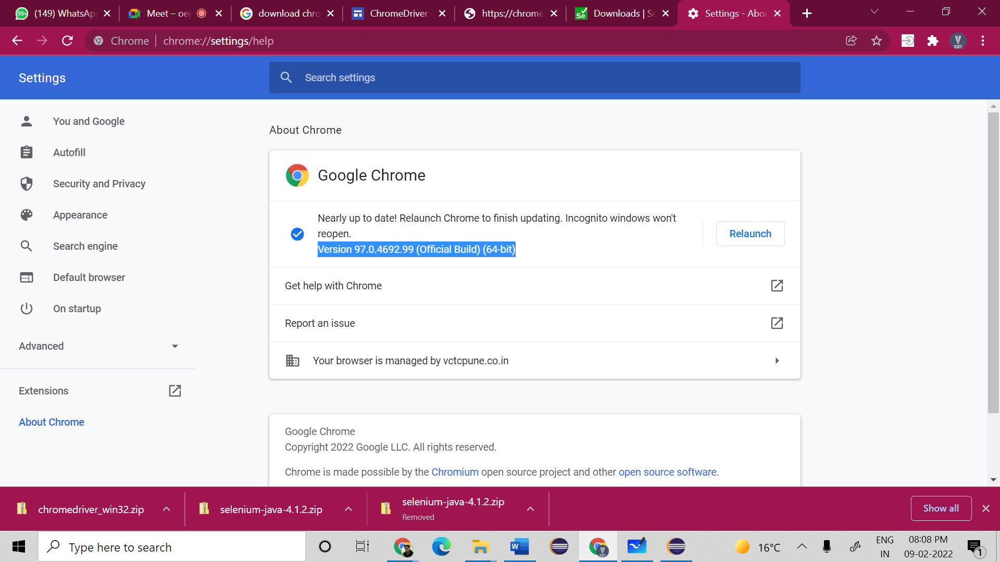 (149) WhatsAp
Meet – oe
download chro
ChromeDriver
https://chrome
Downloads | Se
Settings - Abou
Chrome
chrome://settings/help
VELOCITY
Settings
Search settings
You and Google
Autofill
Security and Privacy
Appearance
Search engine
Default browser
On startup
Advanced
Extensions
About Chrome
About Chrome
Google Chrome
Nearly up to date! Relaunch Chrome to finish updating. Incognito windows won't
reopen.
Version 97.0.4692.99 (Official Build) (64-bit)
Relaunch
Get help with Chrome
Report an issue
Your browser is managed by vctcpune.co.in
Google Chrome
Copyright 2022 Google LLC. All rights reserved.
Chrome is made possible by the Chromium open source project and other open source software.
chromedriver_win32.zip
selenium-java-4.1.2.zip
selenium-java-4.1.2.zip
Removed
Show all
Type here to search
16°C
ENG
IN
08:08 PM
09-02-2022
1